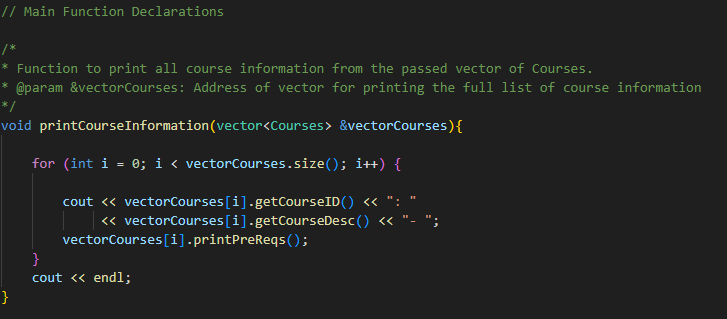 // Main Function Declarations
/*
* Function to print all course information from the passed vector of Courses.
* @param &vectorCourses: Address of vector for printing the full list of course information
*/
void printCourseInformation(vector<Courses> &vectorCourses){
for (int i = 0; i < vectorCourses.size(); i++) {
cout << vectorCourses[i].getCourseID() << ": "
<< vectorCourses[i].getCourseDesc() << "- ";
vectorCourses[i].printPreReqs();
}
cout << endl;
}